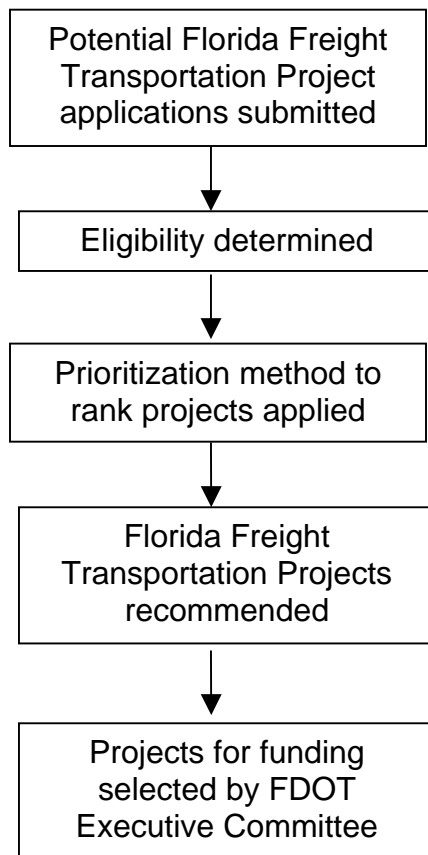 Potential Florida Freight
Transportation Project
applications submitted
Eligibility determined
Prioritization method to
rank projects applied
Florida Freight
Transportation Projects
recommended
Projects for funding
selected by FDOT
Executive Committee